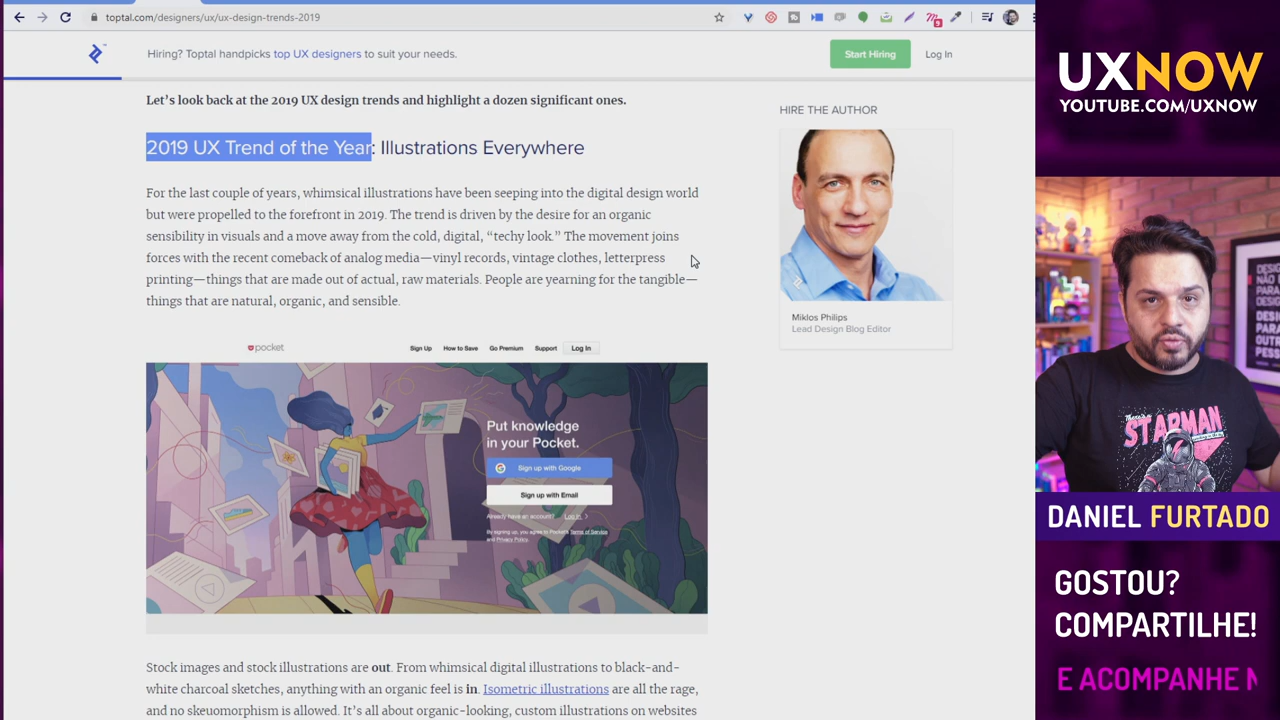 toptal.com/designers/ux/ux-design-trends-2019
Hiring? Toptal handpicks top UX designers to suit your needs.
Start Hiring
Log In
Let's look back at the 2019 UX design trends and highlight a dozen significant ones.
2019 UX Trend of the Year: Illustrations Everywhere
For the last couple of years, whimsical illustrations have been seeping into the digital design world
but were propelled to the forefront in 2019. The trend is driven by the desire for an organic
sensibility in visuals and a move away from the cold, digital, “techy look.” The movement joins
forces with the recent comeback of analog media—vinyl records, vintage clothes, letterpress
printing—things that are made out of actual, raw materials. People are yearning for the tangible—
things that are natural, organic, and sensible.
HIRE THE AUTHOR
Miklos Philips
Lead Design Blog Editor
pocket
Sign Up
How to Save
Go Premium
Support
Log In
Put knowledge
in your Pocket.
Sign up with Google
Sign up with Email
Already have an account? Log In >
By signing up, you agree to Pocket's Terms of Service
and Privacy Policy.
Stock images and stock illustrations are out. From whimsical digital illustrations to black-and-
white charcoal sketches, anything with an organic feel is in. Isometric illustrations are all the rage,
and no skeuomorphism is allowed. It's all about organic-looking, custom illustrations on websites
UXNOW
YOUTUBE.COM/UXNOW
STARMAN
DANIEL FURTADO
GOSTOU?
COMPARTILHE!
E ACOMPANHE N